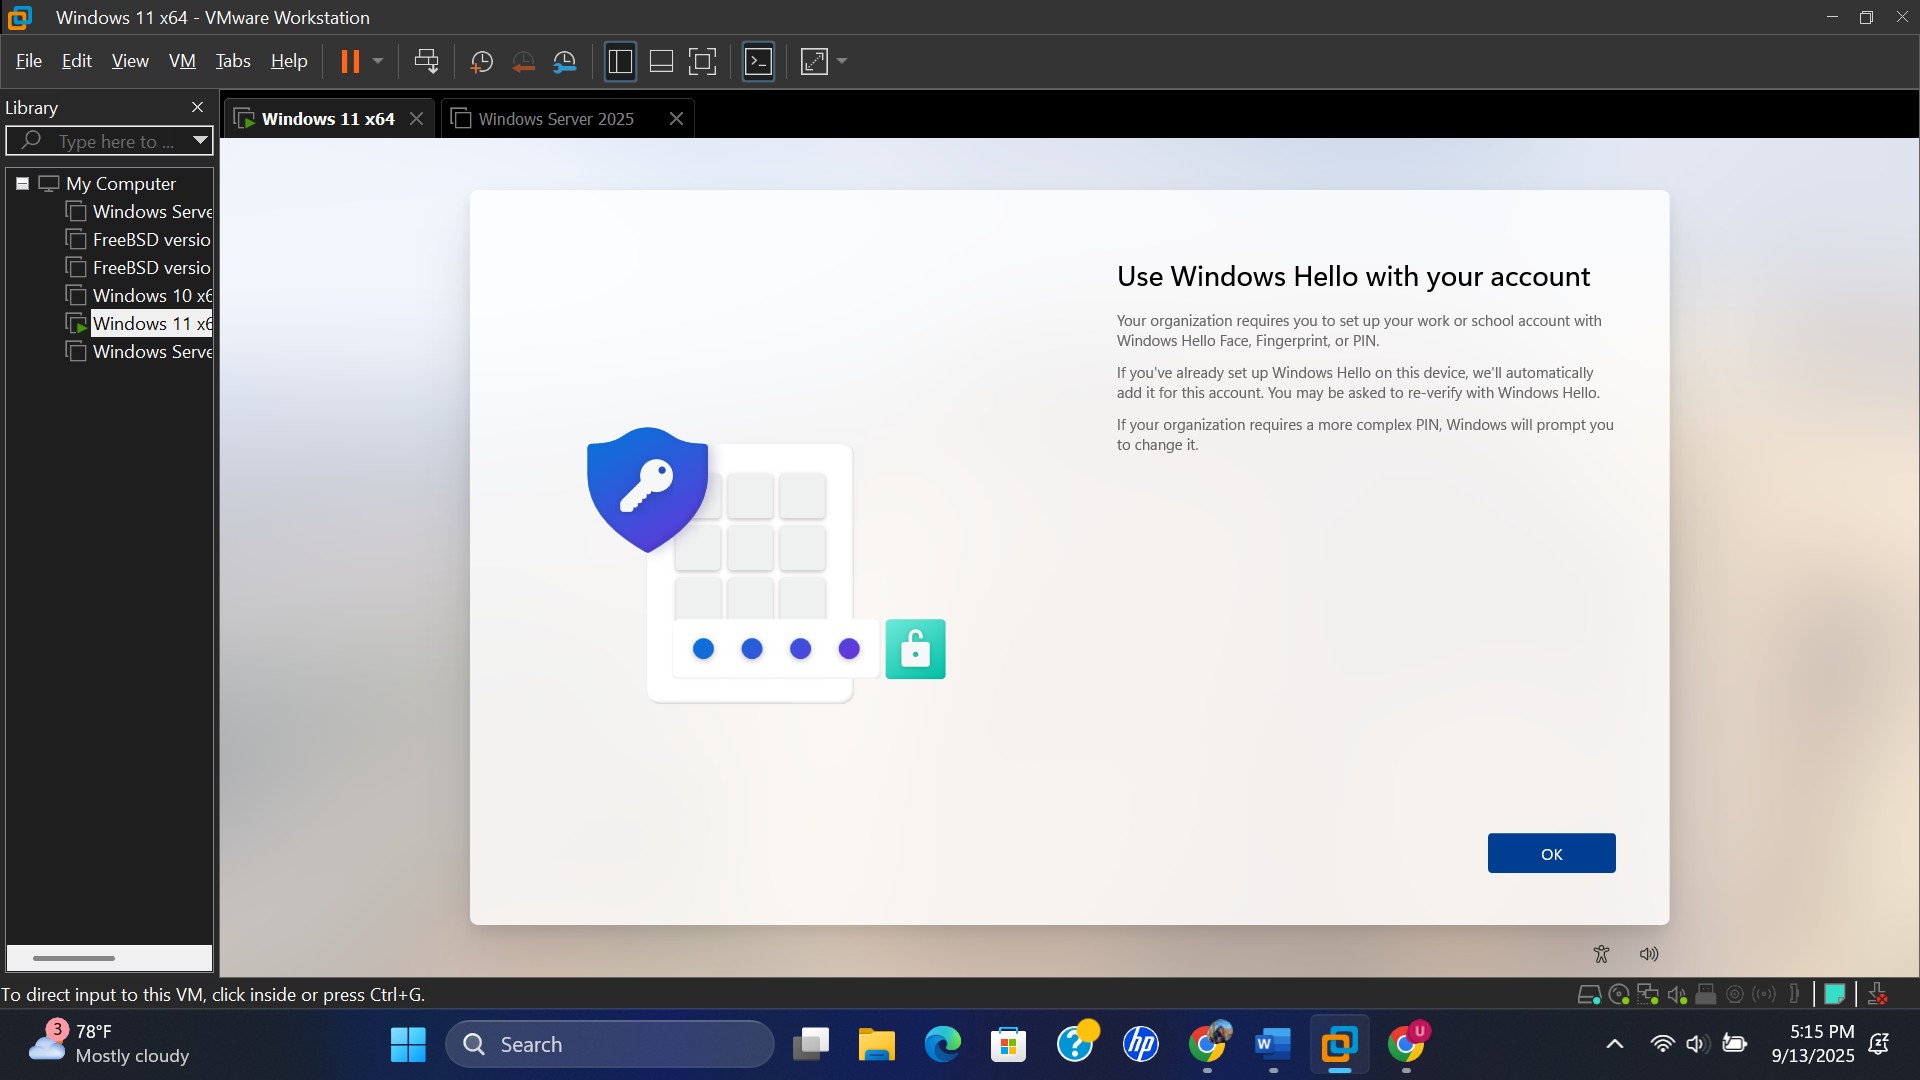 Windows 11 x64 - VMware Workstation
File Edit View VM Tabs Help
Library
Windows 11 x64
Windows Server 2025
Type here to ...
My Computer
Windows Serve
FreeBSD versio
FreeBSD versio
Windows 10 x6
Windows 11 x6
Windows Serve
Use Windows Hello with your account
Your organization requires you to set up your work or school account with
Windows Hello Face, Fingerprint, or PIN.
If you've already set up Windows Hello on this device, we'll automatically
add it for this account. You may be asked to re-verify with Windows Hello.
If your organization requires a more complex PIN, Windows will prompt you
to change it.
OK
To direct input to this VM, click inside or press Ctrl+G.
3
78°F
Mostly cloudy
Search
?
hp
W
U
5:15 PM
9/13/2025